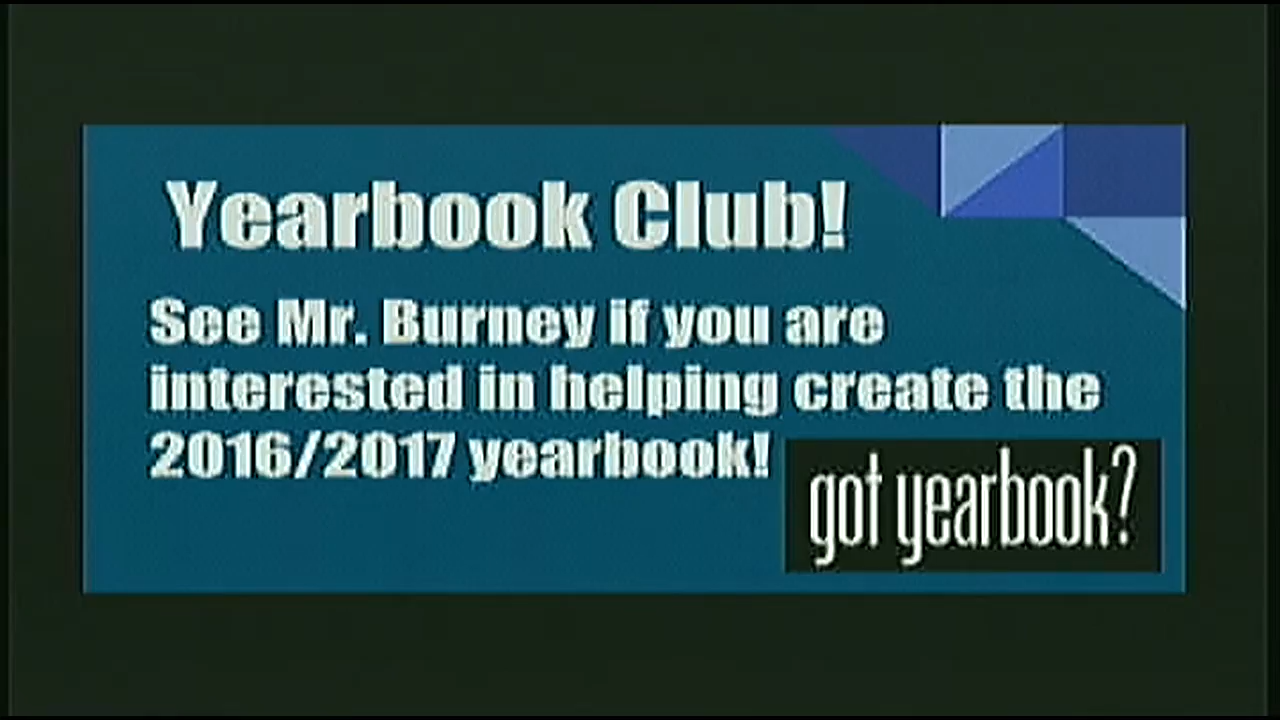 Yearbook Club!
See Mr. Burney if you are
interested in helping create the
2016/2017 yearbook!
got yearbook?